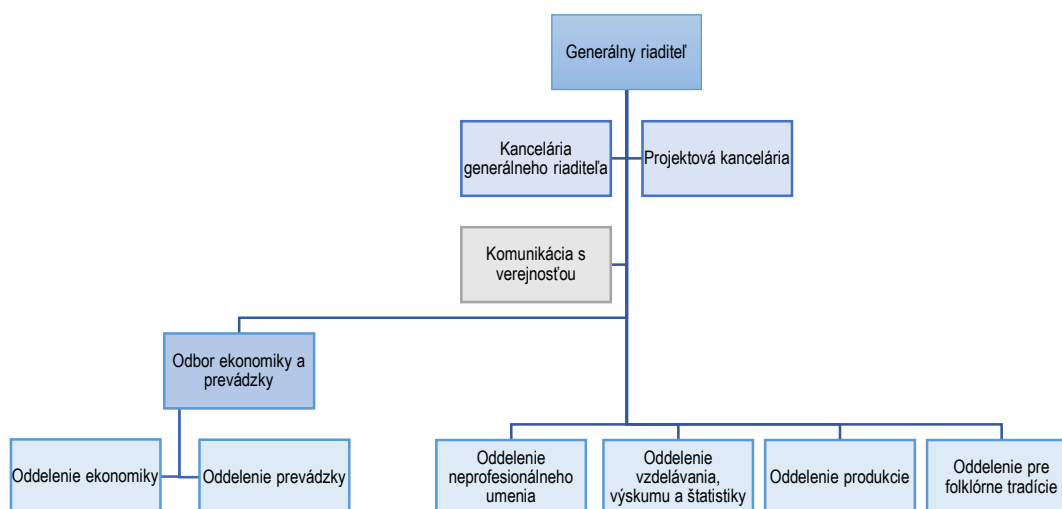 Generálny riaditeľ
Kancelária
generálneho riaditeľa
Projektová kancelária
Komunikácia s
verejnosťou
Odbor ekonomiky a
prevádzky
Oddelenie ekonomiky
Oddelenie prevádzky
Oddelenie
neprofesionálneho
umenia
Oddelenie
vzdelávania,
výskumu a štatistiky
Oddelenie produkcie
Oddelenie pre
folklórne tradície